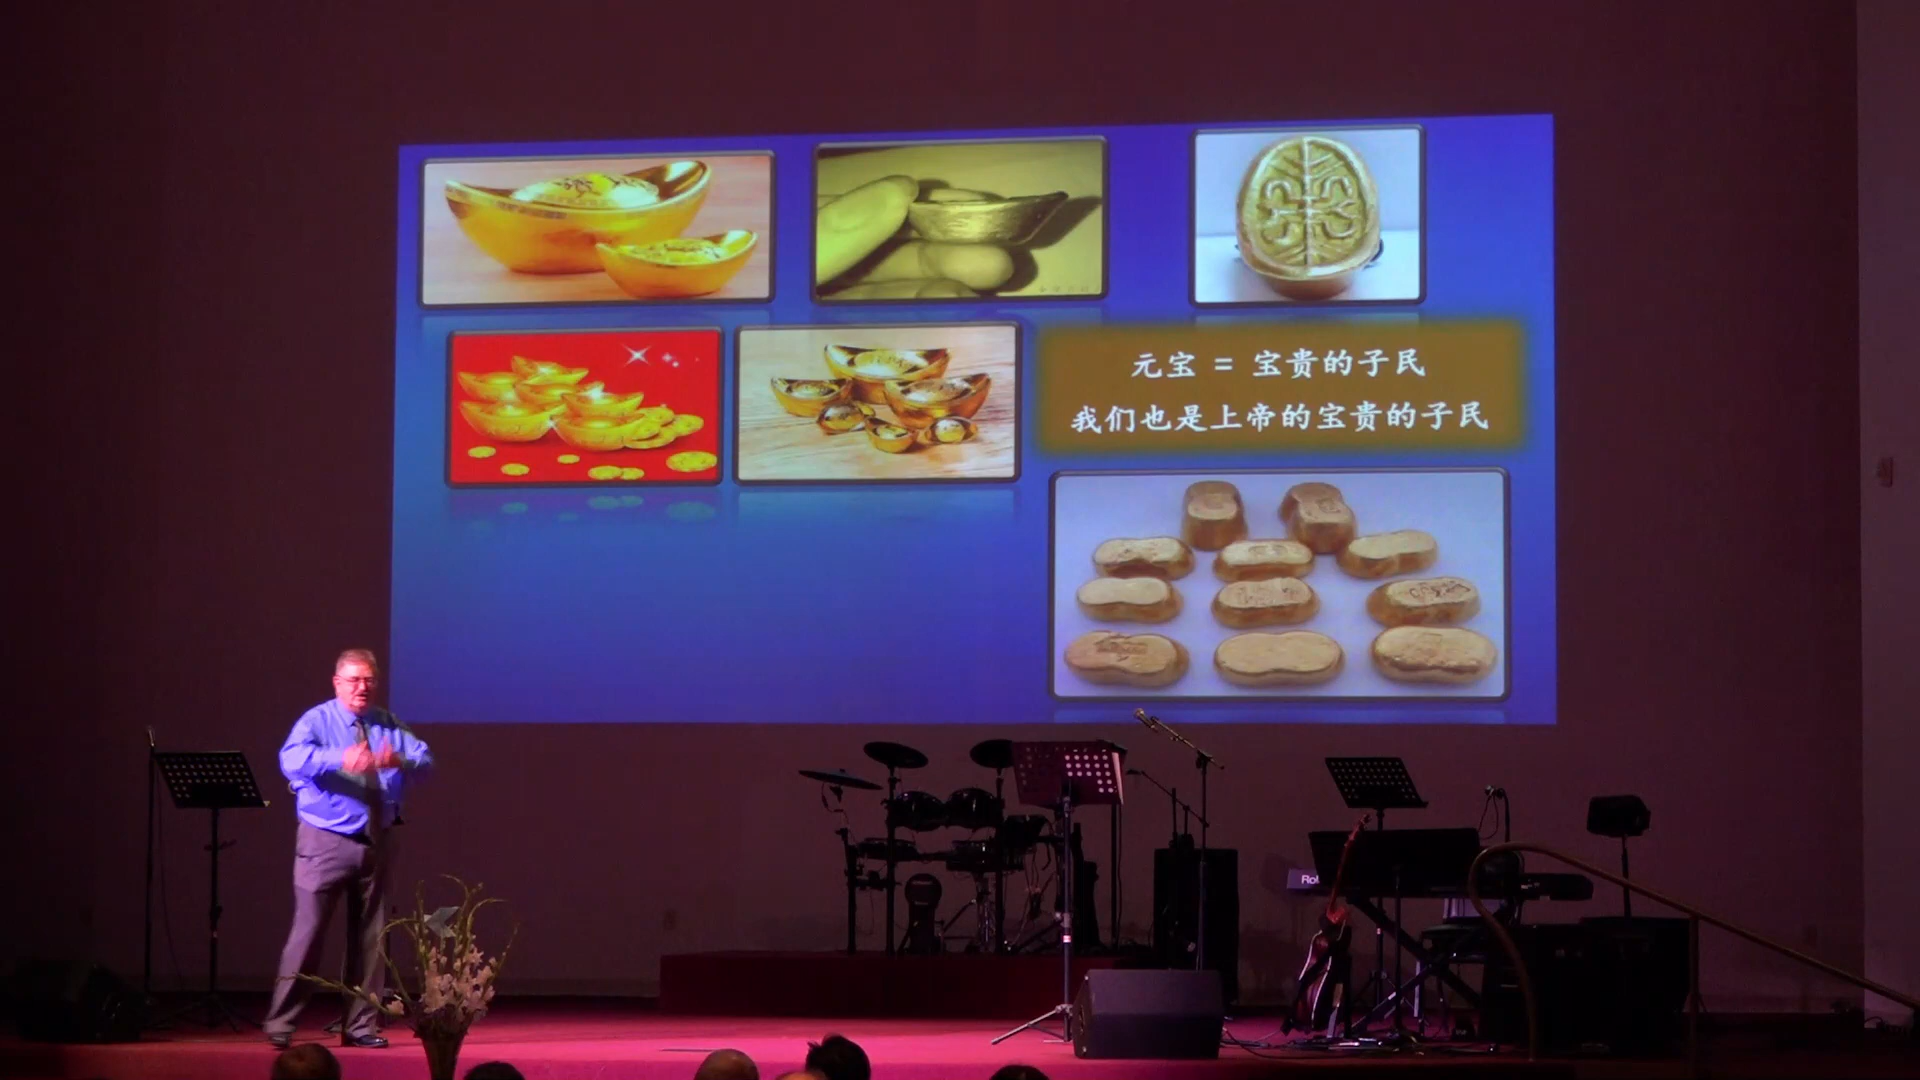 元宝 = 宝贵的子民
我们也是上帝的宝贵的子民